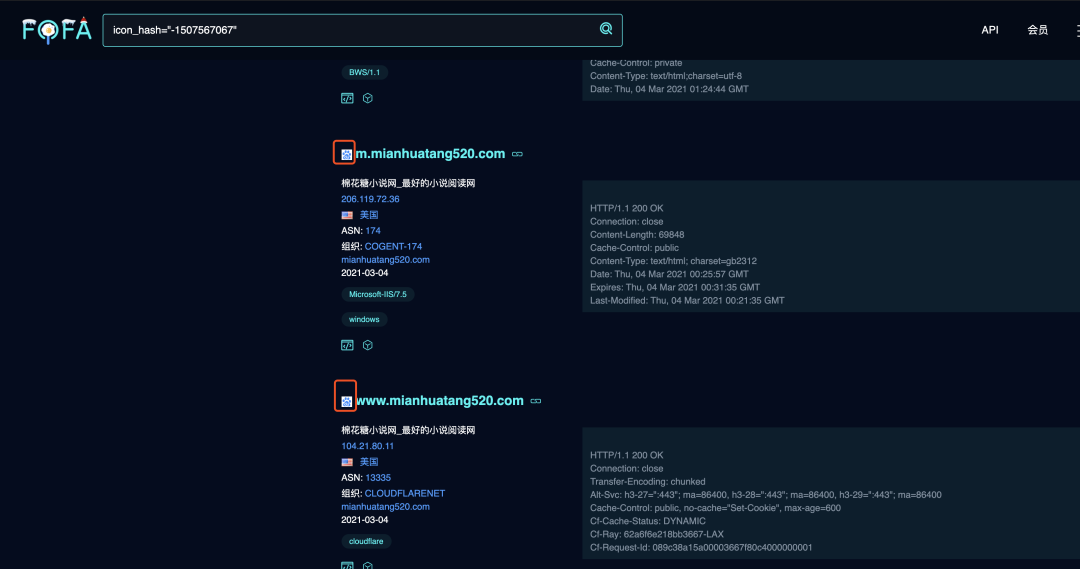 FOFA
icon_hash="-1507567067"
API
会员
BWS/1.1
Cache-Control: private
Content-Type: text/html;charset=utf-8
Date: Thu, 04 Mar 2021 01:24:44 GMT
m.mianhuatang520.com
棉花糖小说网_最好的小说阅读网
206.119.72.36
美国
ASN: 174
组织: COGENT-174
mianhuatang520.com
2021-03-04
Microsoft-IIS/7.5
windows
HTTP/1.1 200 OK
Connection: close
Content-Length: 69848
Cache-Control: public
Content-Type: text/html; charset=gb2312
Date: Thu, 04 Mar 2021 00:25:57 GMT
Expires: Thu, 04 Mar 2021 00:31:35 GMT
Last-Modified: Thu, 04 Mar 2021 00:21:35 GMT
www.mianhuatang520.com
棉花糖小说网_最好的小说阅读网
104.21.80.11
美国
ASN: 13335
组织: CLOUDFLARENET
mianhuatang520.com
2021-03-04
cloudflare
HTTP/1.1 200 OK
Connection: close
Transfer-Encoding: chunked
Alt-Svc: h3-27=":443"; ma=86400, h3-28=":443"; ma=86400, h3-29=":443"; ma=86400
Cache-Control: public, no-cache="Set-Cookie", max-age=600
Cf-Cache-Status: DYNAMIC
Cf-Ray: 62a6f6e218bb3667-LAX
Cf-Request-Id: 089c38a15a00003667f80c4000000001